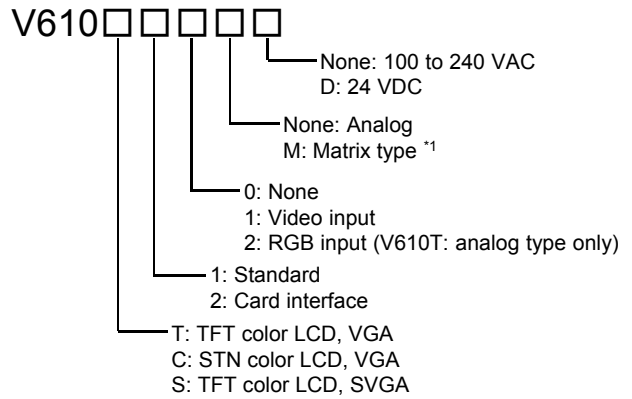 V610□□□□□
None: 100 to 240 VAC
D: 24 VDC
None: Analog
M: Matrix type *1
0: None
1: Video input
2: RGB input (V610T: analog type only)
1: Standard
2: Card interface
T: TFT color LCD, VGA
C: STN color LCD, VGA
S: TFT color LCD, SVGA